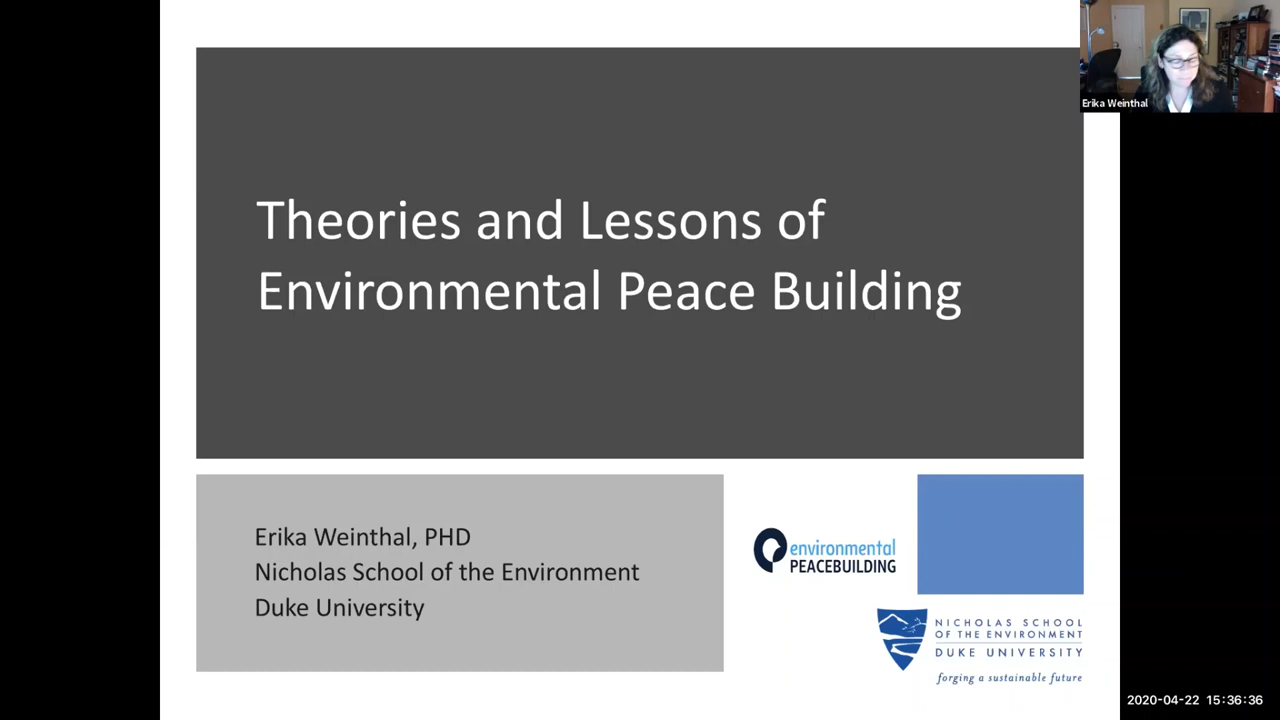 Erika Weinthal
Theories and Lessons of
Environmental Peace Building
Erika Weinthal, PHD
Nicholas School of the Environment
Duke University
environmental
PEACEBUILDING
NICHOLAS SCHOOL
OF THE ENVIRONMENT
DUKE UNIVERSITY
forging a sustainable future
2020-04-22 15:36:36